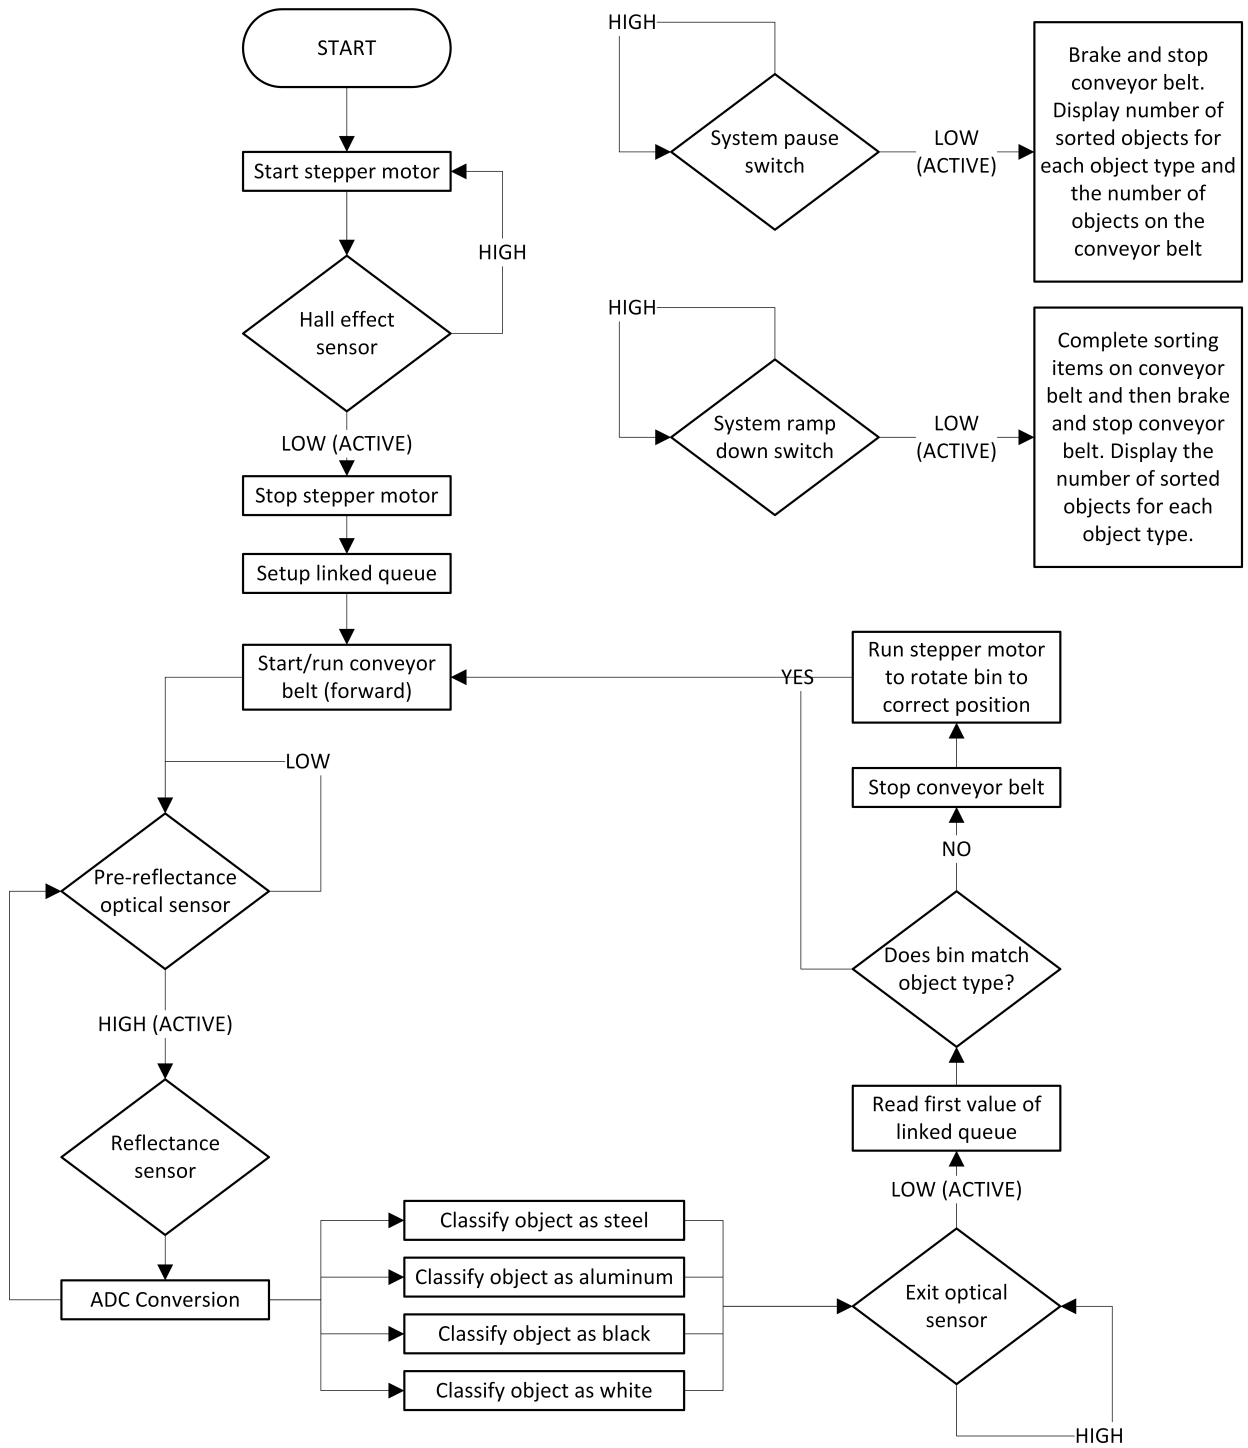 START
Start stepper motor
HIGH
Hall effect
sensor
LOW (ACTIVE)
Stop stepper motor
Setup linked queue
Start/run conveyor
belt (forward)
LOW
Pre-reflectance
optical sensor
HIGH (ACTIVE)
Reflectance
sensor
ADC Conversion
Classify object as steel
Classify object as aluminum
Classify object as black
Classify object as white
Exit optical
sensor
HIGH
LOW (ACTIVE)
Read first value of
linked queue
Does bin match
object type?
NO
Stop conveyor belt
Run stepper motor
to rotate bin to
correct position
YES
HIGH
System pause
switch
LOW
(ACTIVE)
Brake and stop
conveyor belt.
Display number of
sorted objects for
each object type and
the number of
objects on the
conveyor belt
HIGH
System ramp
down switch
LOW
(ACTIVE)
Complete sorting
items on conveyor
belt and then brake
and stop conveyor
belt. Display the
number of sorted
objects for each
object type.